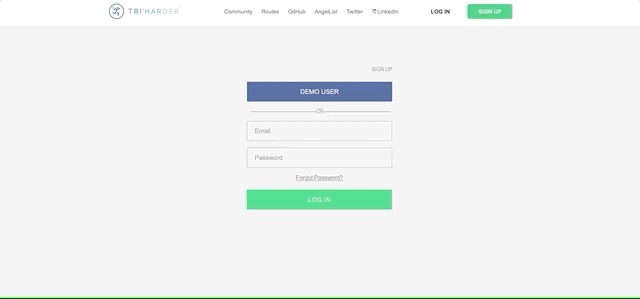 TRI'HARDER
Community Routes GitHub AngelList Twitter LinkedIn LOG IN SIGN UP
SIGN UP
DEMO USER
OR
Email
Password
Forgot Password?
LOG IN